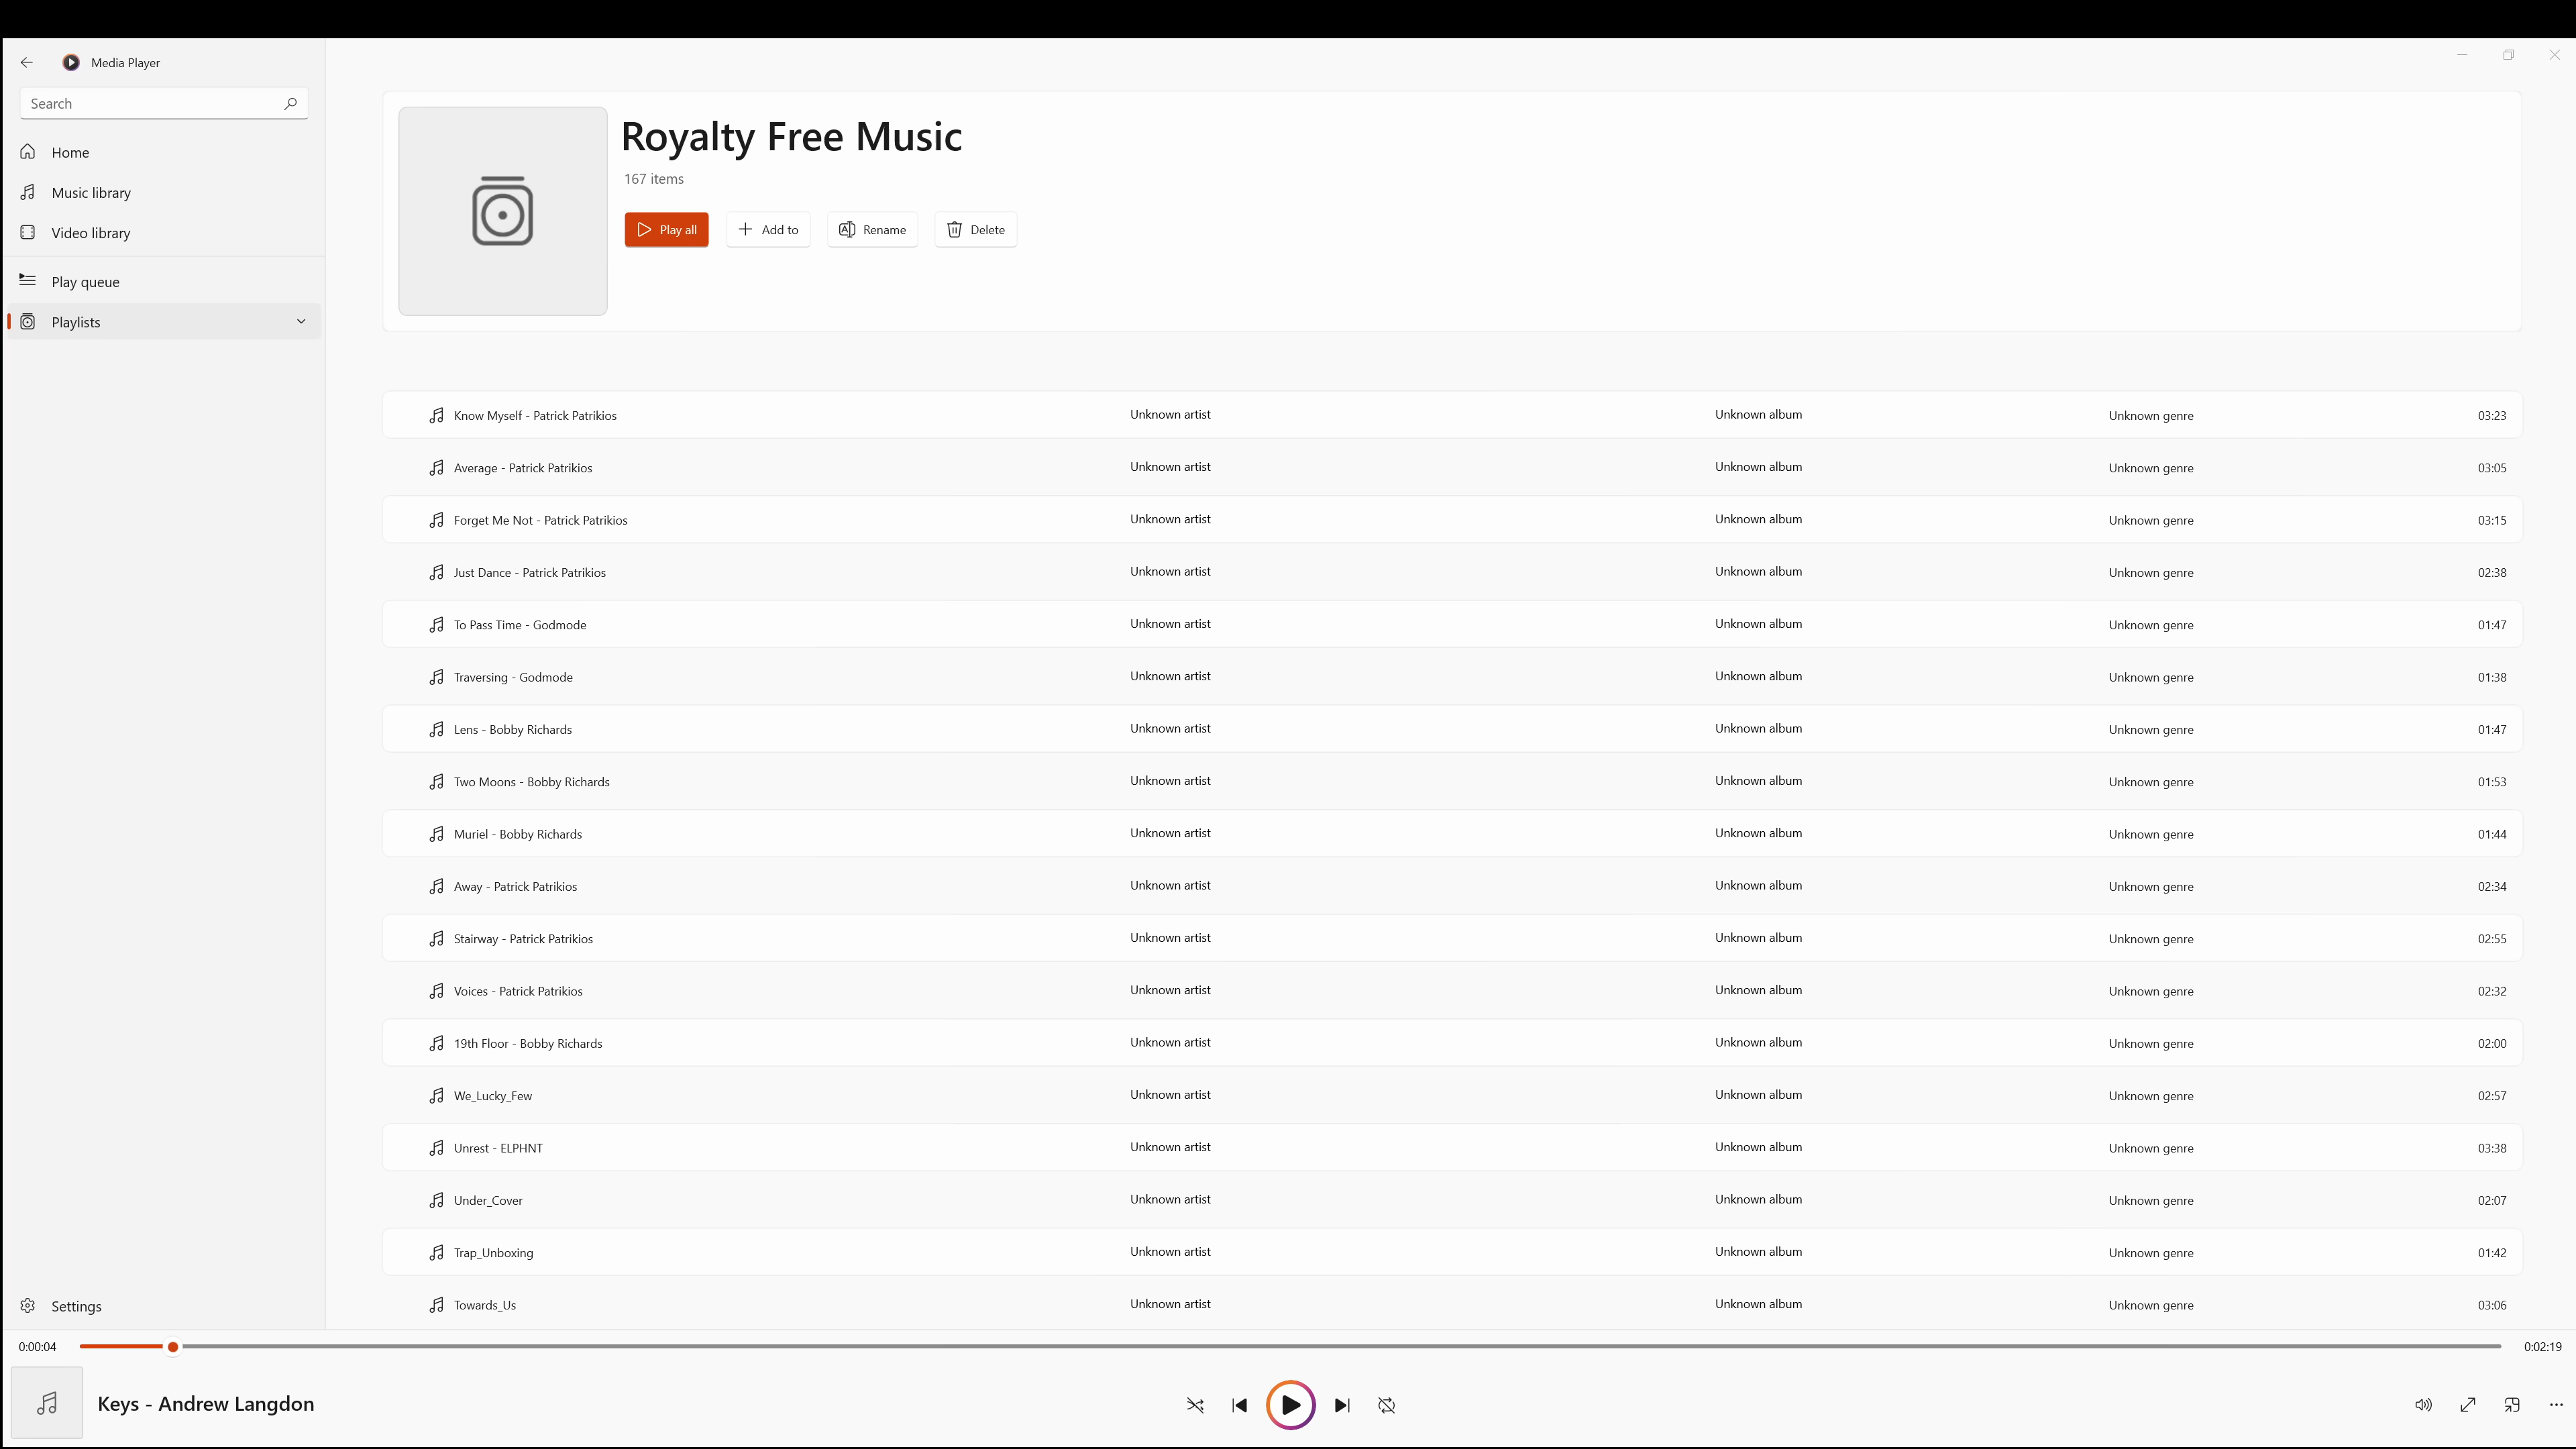 Media Player
Search
Home
Music library
Video library
Play queue
Playlists
Settings
Royalty Free Music
167 items
Play all Add to Rename Delete
Know Myself - Patrick Patrikios Unknown artist Unknown album Unknown genre 03:23
Average - Patrick Patrikios Unknown artist Unknown album Unknown genre 03:05
Forget Me Not - Patrick Patrikios Unknown artist Unknown album Unknown genre 03:15
Just Dance - Patrick Patrikios Unknown artist Unknown album Unknown genre 02:38
To Pass Time - Godmode Unknown artist Unknown album Unknown genre 01:47
Traversing - Godmode Unknown artist Unknown album Unknown genre 01:38
Lens - Bobby Richards Unknown artist Unknown album Unknown genre 01:47
Two Moons - Bobby Richards Unknown artist Unknown album Unknown genre 01:53
Muriel - Bobby Richards Unknown artist Unknown album Unknown genre 01:44
Away - Patrick Patrikios Unknown artist Unknown album Unknown genre 02:34
Stairway - Patrick Patrikios Unknown artist Unknown album Unknown genre 02:55
Voices - Patrick Patrikios Unknown artist Unknown album Unknown genre 02:32
19th Floor - Bobby Richards Unknown artist Unknown album Unknown genre 02:00
We_Lucky_Few Unknown artist Unknown album Unknown genre 02:57
Unrest - ELPHNT Unknown artist Unknown album Unknown genre 03:38
Under_Cover Unknown artist Unknown album Unknown genre 02:07
Trap_Unboxing Unknown artist Unknown album Unknown genre 01:42
Towards_Us Unknown artist Unknown album Unknown genre 03:06
0:00:04 0:02:19
Keys - Andrew Langdon